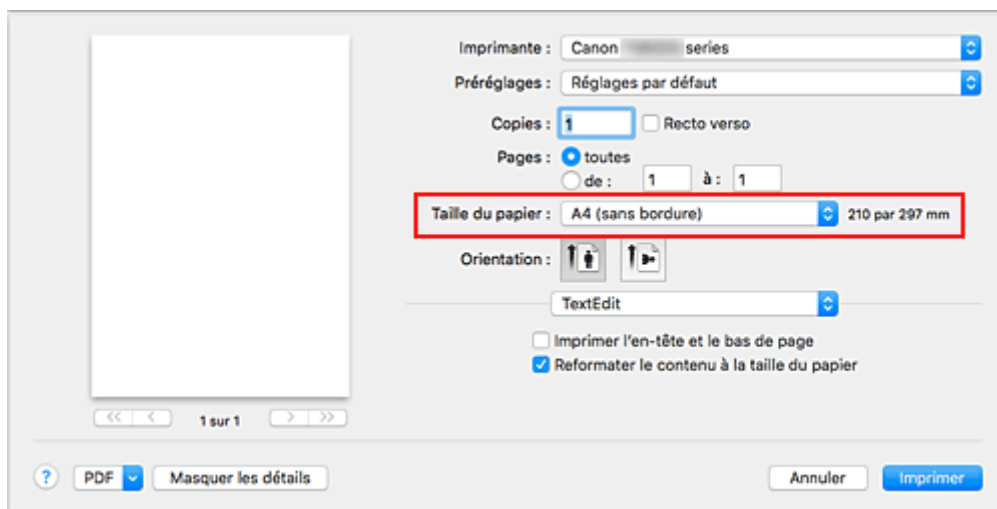 Imprimante : Canon series
Préréglages : Réglages par défaut
Copies : 1 Recto verso
Pages : toutes
de : 1 à : 1
Taille du papier : A4 (sans bordure) 210 par 297 mm
Orientation :
TextEdit
Imprimer l'en-tête et le bas de page
Reformater le contenu à la taille du papier
<< < 1 sur 1 > >>
? PDF Masquer les détails Annuler Imprimer